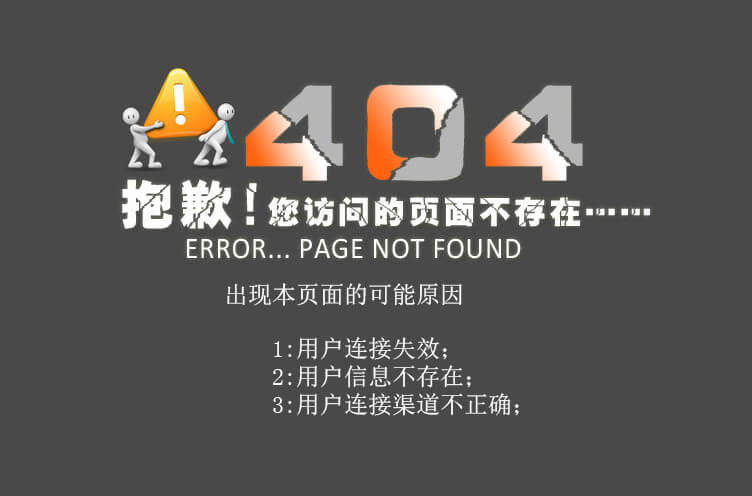 404
抱歉!您访问的页面不存在……
ERROR... PAGE NOT FOUND
出现本页面的可能原因
1:用户连接失效;
2:用户信息不存在;
3:用户连接渠道不正确;